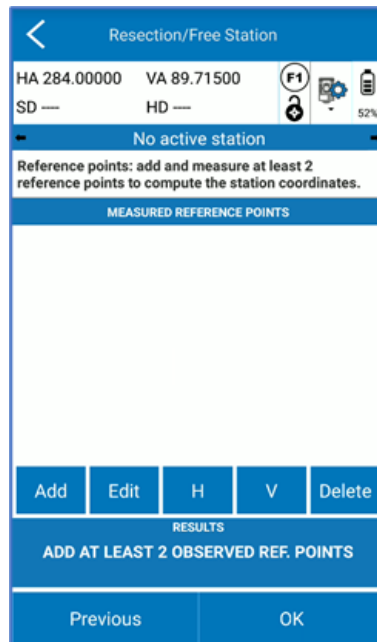 Resection/Free Station
HA 284.00000 VA 89.71500 F1
SD ---- HD ---- 52%
No active station
Reference points: add and measure at least 2
reference points to compute the station coordinates.
MEASURED REFERENCE POINTS
Add Edit H V Delete
RESULTS
ADD AT LEAST 2 OBSERVED REF. POINTS
Previous OK